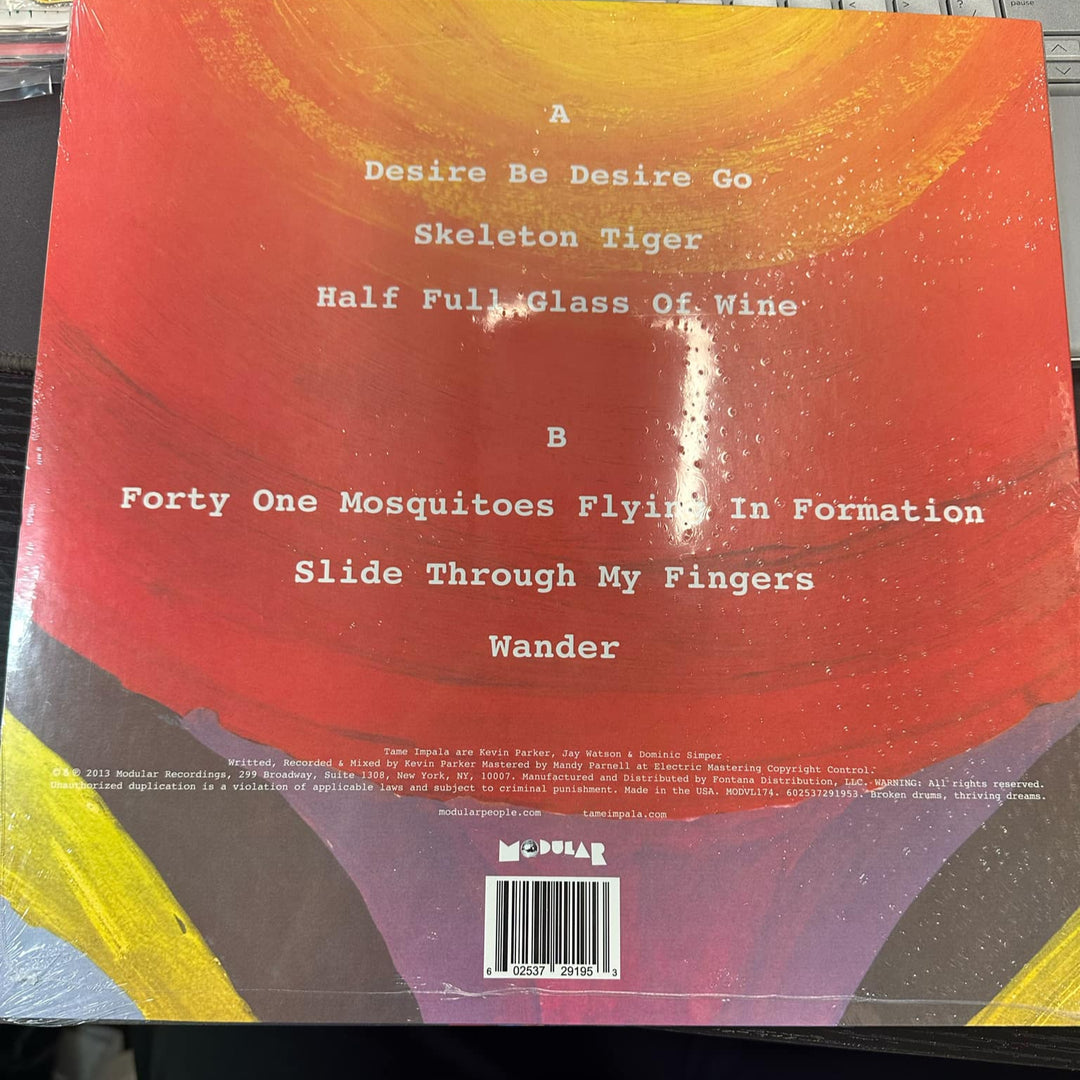 pause
A
Desire Be Desire Go
Skeleton Tiger
Half Full Glass Of Wine
B
Forty One Mosquitoes Flying In Formation
Slide Through My Fingers
Wander
Tame Impala are Kevin Parker, Jay Watson & Dominic Simper
Writted, Recorded & Mixed by Kevin Parker Mastered by Mandy Parnell at Electric Mastering Copyright Control.
©&℗ 2013 Modular Recordings, 299 Broadway, Suite 1308, New York, NY, 10007. Manufactured and Distributed by Fontana Distribution, LLC. WARNING: All rights reserved.
Unauthorized duplication is a violation of applicable laws and subject to criminal punishment. Made in the USA. MODVL174. 602537291953. Broken drums, thriving dreams.
modularpeople.com tameimpala.com
MODULAR
6 02537 29195 3